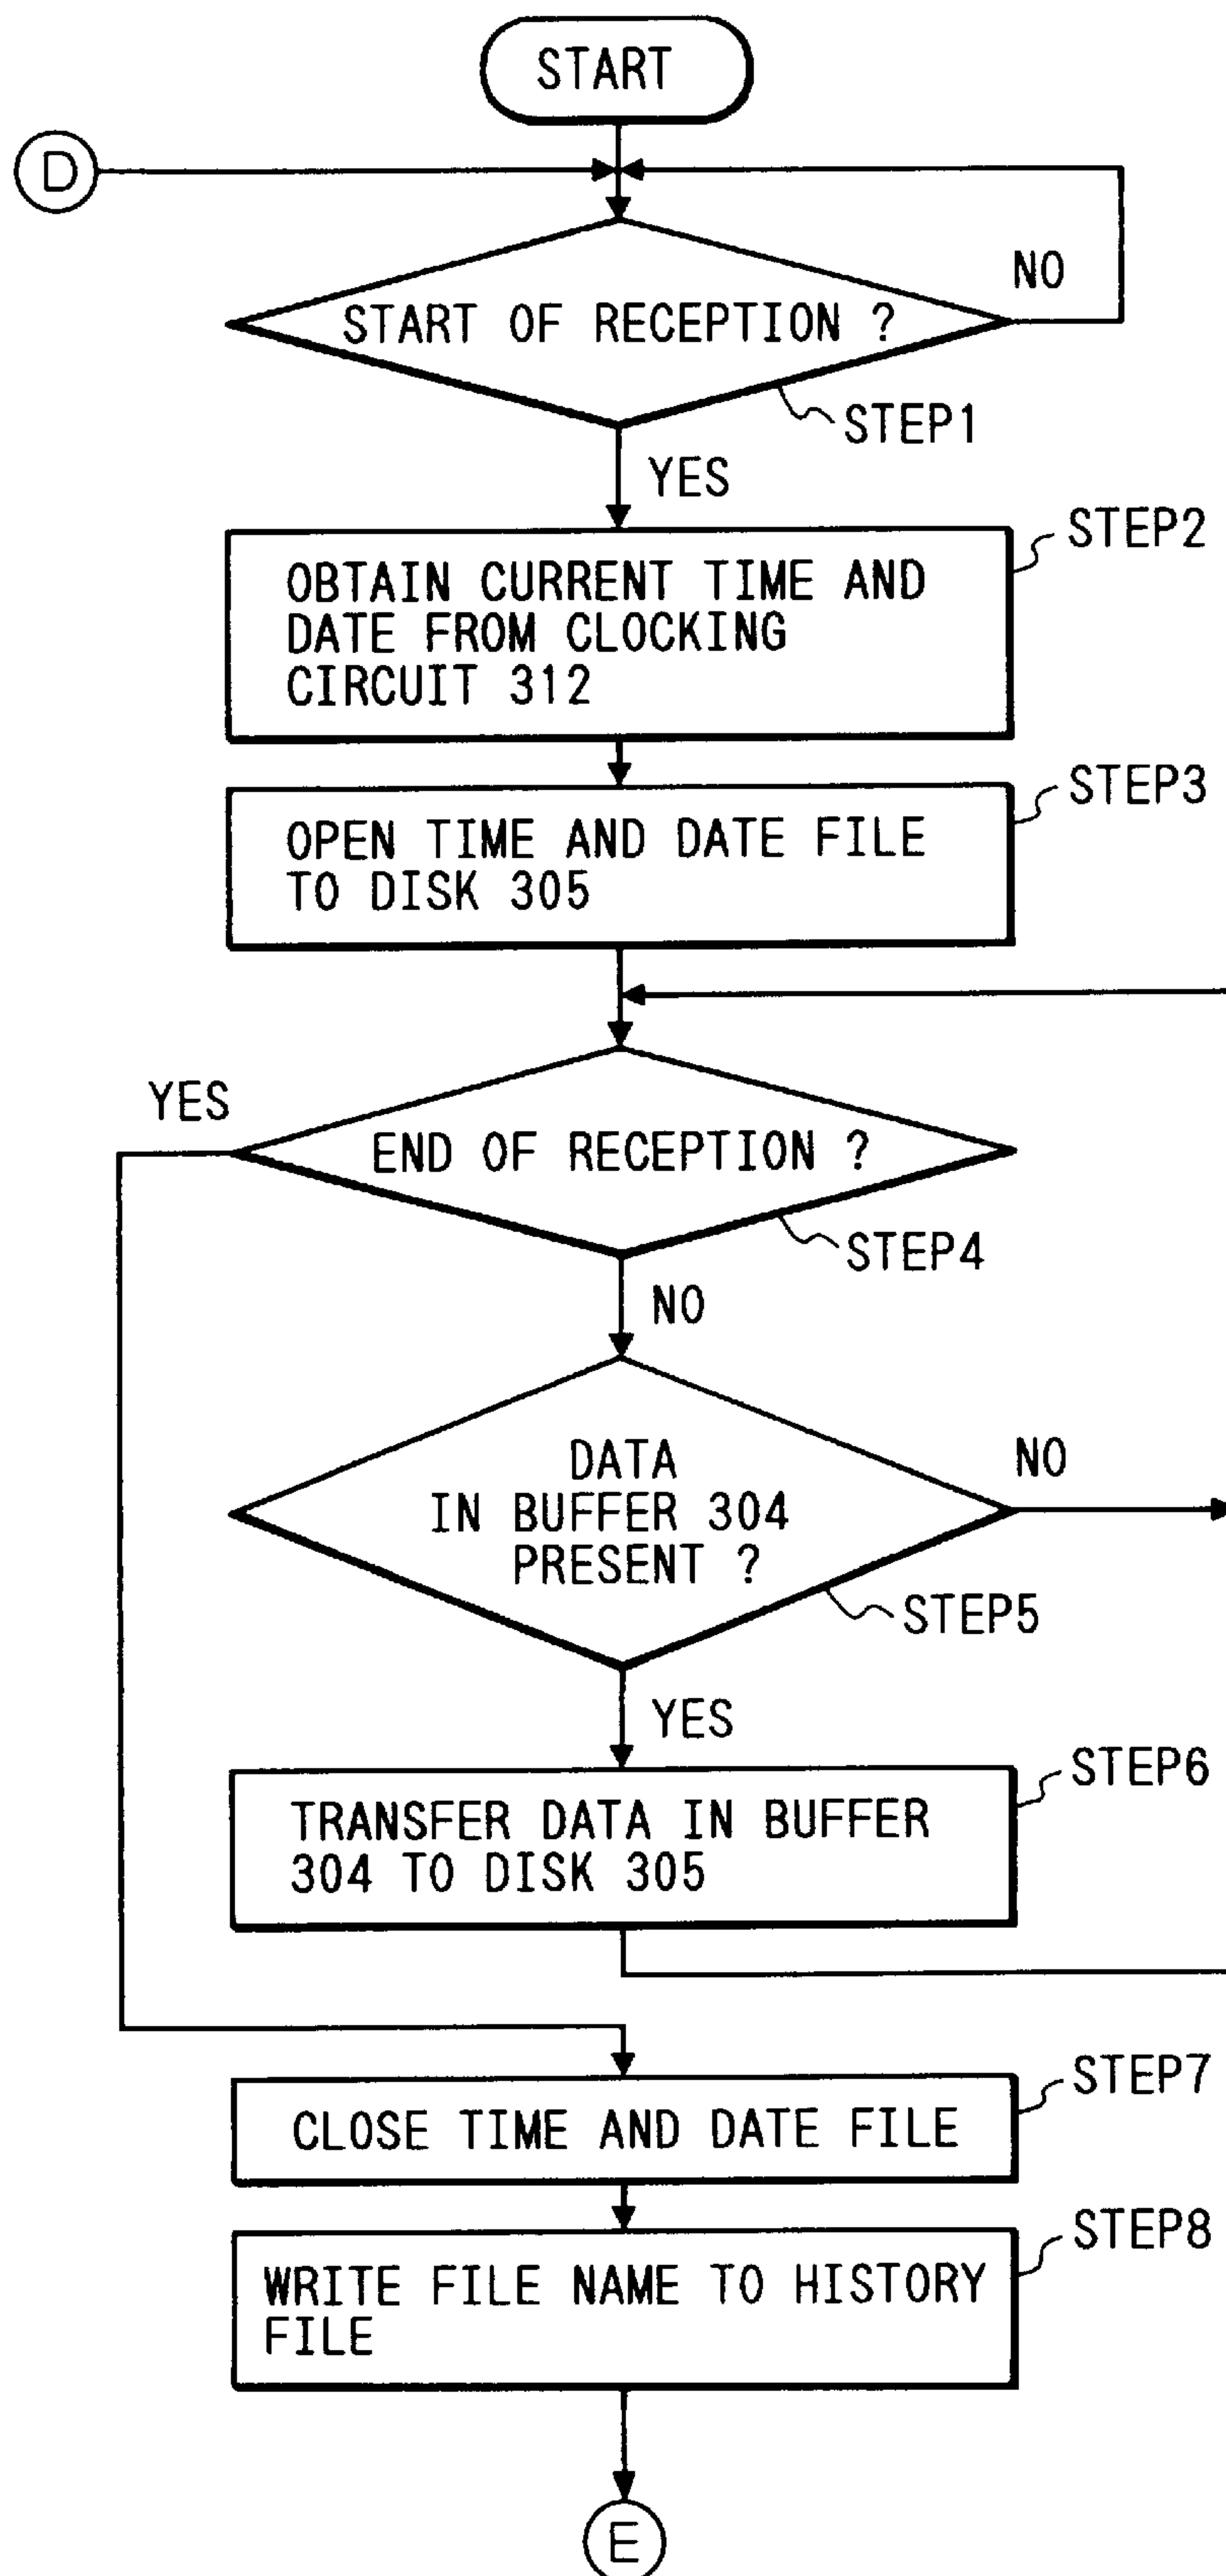 START
D
NO
START OF RECEPTION ?
STEP1
YES
STEP2
OBTAIN CURRENT TIME AND
DATE FROM CLOCKING
CIRCUIT 312
STEP3
OPEN TIME AND DATE FILE
TO DISK 305
YES
END OF RECEPTION ?
STEP4
NO
DATA
IN BUFFER 304
PRESENT ?
NO
STEP5
YES
STEP6
TRANSFER DATA IN BUFFER
304 TO DISK 305
STEP7
CLOSE TIME AND DATE FILE
STEP8
WRITE FILE NAME TO HISTORY
FILE
E